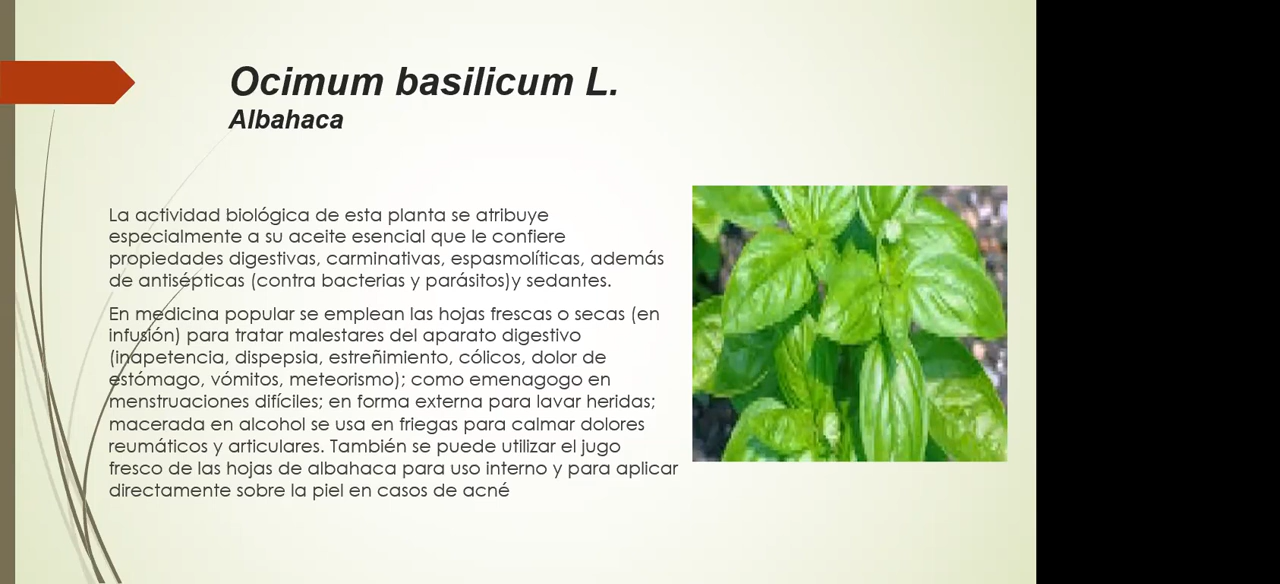 Ocimum basilicum L.
Albahaca
La actividad biológica de esta planta se atribuye
especialmente a su aceite esencial que le confiere
propiedades digestivas, carminativas, espasmolíticas, además
de antisépticas (contra bacterias y parásitos)y sedantes.
En medicina popular se emplean las hojas frescas o secas (en
infusión) para tratar malestares del aparato digestivo
(inapetencia, dispepsia, estreñimiento, cólicos, dolor de
estómago, vómitos, meteorismo); como emenagogo en
menstruaciones difíciles; en forma externa para lavar heridas;
macerada en alcohol se usa en friegas para calmar dolores
reumáticos y articulares. También se puede utilizar el jugo
fresco de las hojas de albahaca para uso interno y para aplicar
directamente sobre la piel en casos de acné